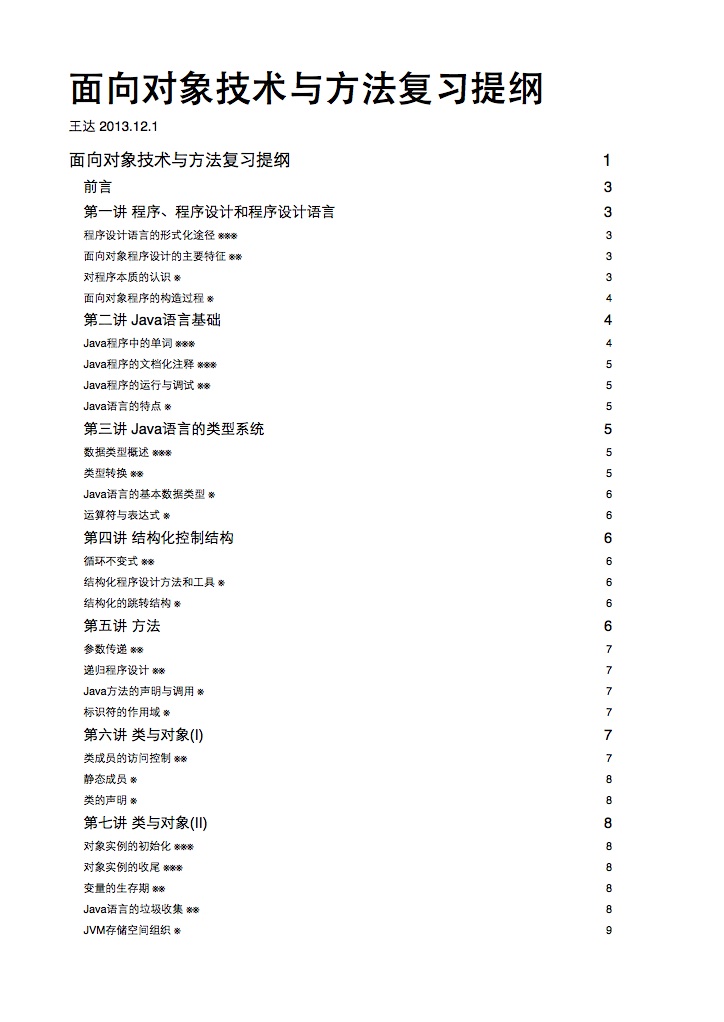 面向对象技术与方法复习提纲
王达 2013.12.1
面向对象技术与方法复习提纲 1
前言 3
第一讲 程序、程序设计和程序设计语言 3
程序设计语言的形式化途径 ※※※ 3
面向对象程序设计的主要特征 ※※ 3
对程序本质的认识 ※ 3
面向对象程序的构造过程 ※ 4
第二讲 Java语言基础 4
Java程序中的单词 ※※※ 4
Java程序的文档化注释 ※※※ 5
Java程序的运行与调试 ※※ 5
Java语言的特点 ※ 5
第三讲 Java语言的类型系统 5
数据类型概述 ※※※ 5
类型转换 ※※ 5
Java语言的基本数据类型 ※ 6
运算符与表达式 ※ 6
第四讲 结构化控制结构 6
循环不变式 ※※ 6
结构化程序设计方法和工具 ※ 6
结构化的跳转结构 ※ 6
第五讲 方法 6
参数传递 ※※ 7
递归程序设计 ※※ 7
Java方法的声明与调用 ※ 7
标识符的作用域 ※ 7
第六讲 类与对象(I) 7
类成员的访问控制 ※※ 7
静态成员 ※ 8
类的声明 ※ 8
第七讲 类与对象(II) 8
对象实例的初始化 ※※※ 8
对象实例的收尾 ※※※ 8
变量的生存期 ※※ 8
Java语言的垃圾收集 ※※ 8
JVM存储空间组织 ※ 9